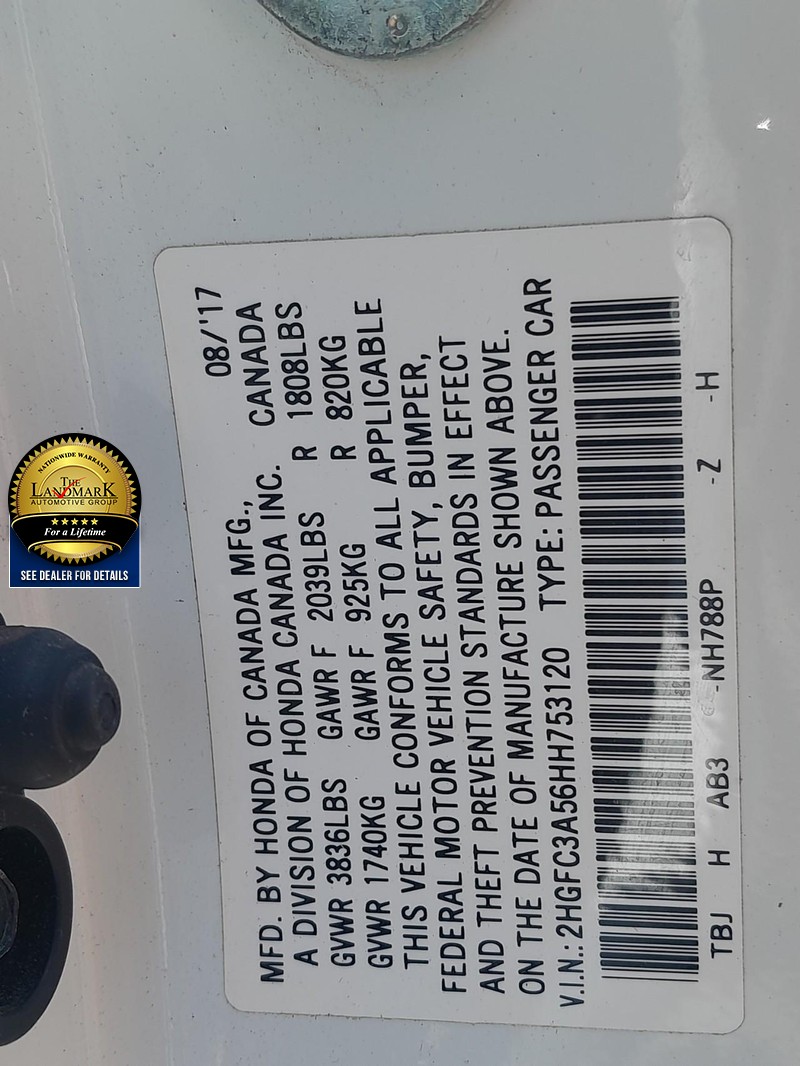 MFD. BY HONDA OF CANADA MFG., 08/'17
A DIVISION OF HONDA CANADA INC. CANADA
GVWR 3836LBS GAWR F 2039LBS R 1808LBS
GVWR 1740KG GAWR F 925KG R 820KG
THIS VEHICLE CONFORMS TO ALL APPLICABLE
FEDERAL MOTOR VEHICLE SAFETY, BUMPER,
AND THEFT PREVENTION STANDARDS IN EFFECT
ON THE DATE OF MANUFACTURE SHOWN ABOVE.
V.I.N.: 2HGFC3A56HH753120 TYPE: PASSENGER CAR
TBJ H AB3 -NH788P -Z -H
NATIONWIDE WARRANTY
THE
LANDMARK
AUTOMOTIVE GROUP
For a Lifetime
SEE DEALER FOR DETAILS